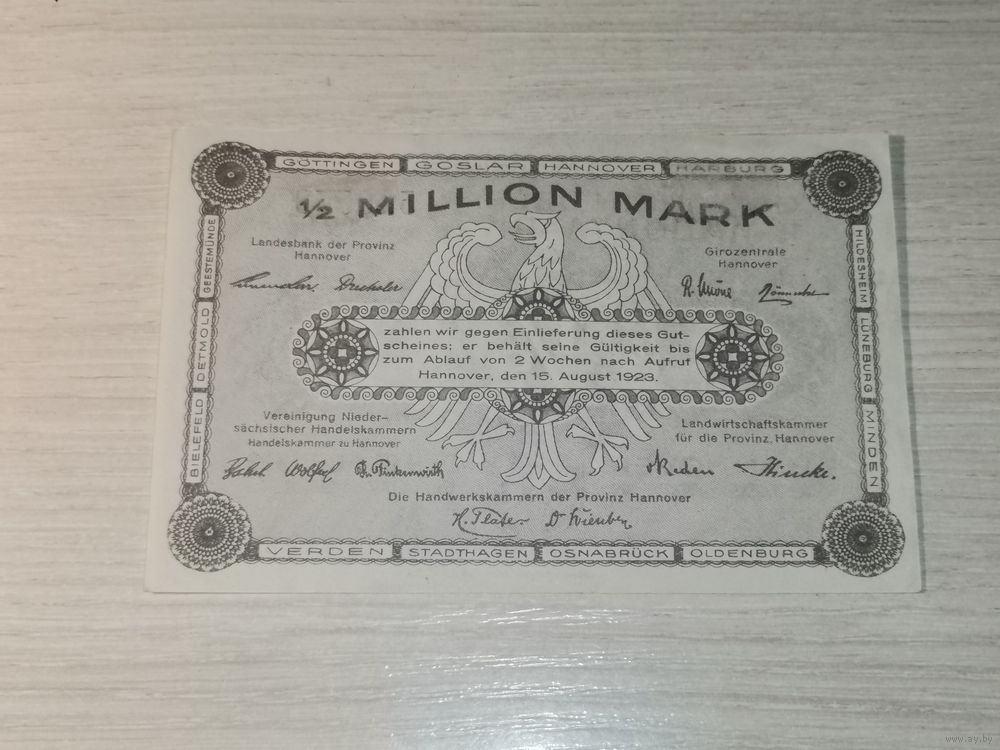 GÖTTINGEN GOSLAR HANNOVER HARBURG
½ MILLION MARK
Landesbank der Provinz
Hannover
Girozentrale
Hannover
zahlen wir gegen Einlieferung dieses Gut-
scheines; er behält seine Gültigkeit bis
zum Ablauf von 2 Wochen nach Aufruf
Hannover, den 15. August 1923.
Vereinigung Nieder-
sächsischer Handelskammern
Handelskammer zu Hannover
Landwirtschaftskammer
für die Provinz Hannover
Die Handwerkskammern der Provinz Hannover
BIELEFELD DETMOLD GEESTEMÜNDE
HILDESHEIM LÜNEBURG MINDEN
VERDEN STADTHAGEN OSNABRÜCK OLDENBURG
www.ay.by